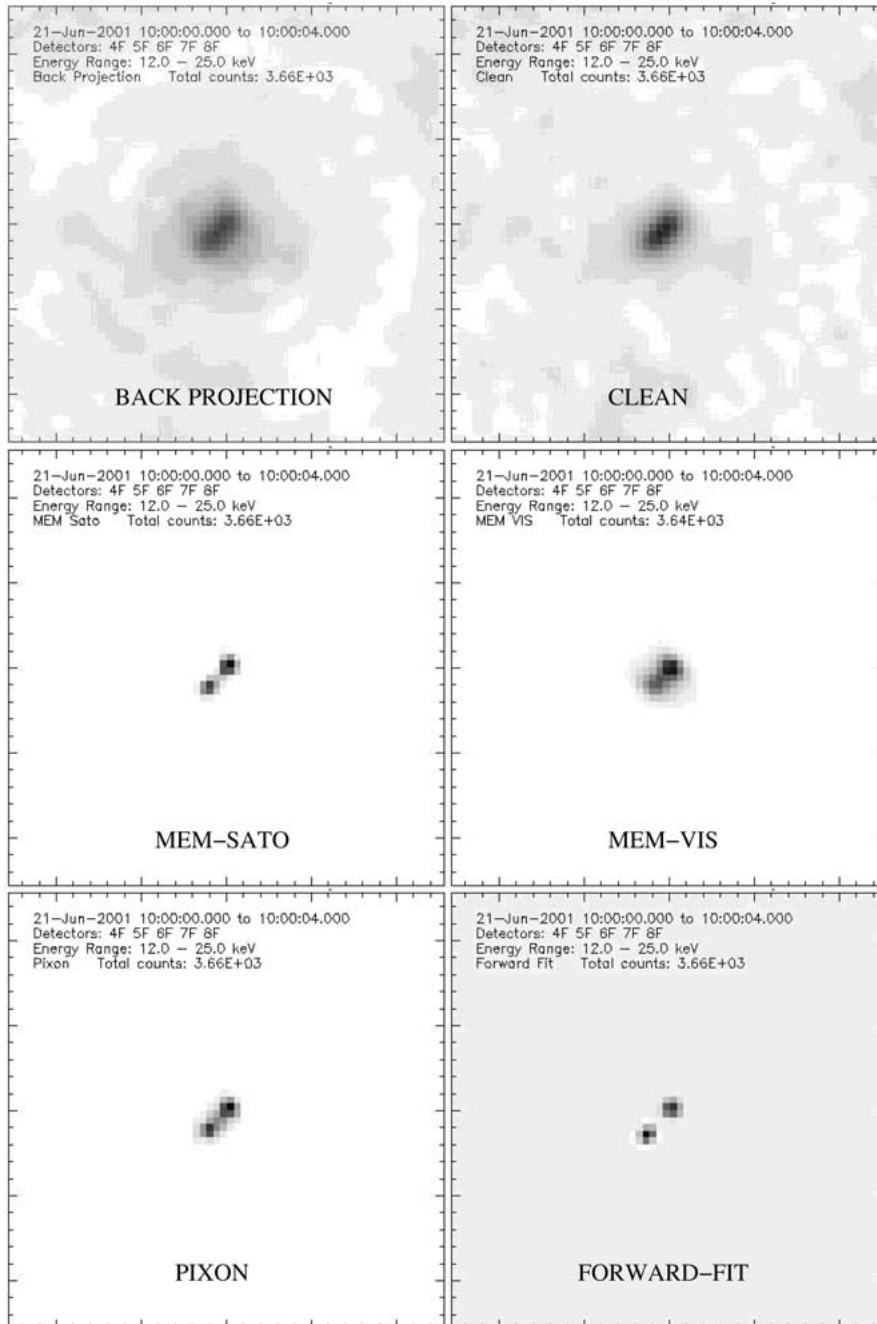 21-Jun-2001 10:00:00.000 to 10:00:04.000
Detectors: 4F 5F 6F 7F 8F
Energy Range: 12.0 - 25.0 keV
Back Projection Total counts: 3.66E+03
BACK PROJECTION
21-Jun-2001 10:00:00.000 to 10:00:04.000
Detectors: 4F 5F 6F 7F 8F
Energy Range: 12.0 - 25.0 keV
Clean Total counts: 3.66E+03
CLEAN
21-Jun-2001 10:00:00.000 to 10:00:04.000
Detectors: 4F 5F 6F 7F 8F
Energy Range: 12.0 - 25.0 keV
MEM Sato Total counts: 3.66E+03
MEM-SATO
21-Jun-2001 10:00:00.000 to 10:00:04.000
Detectors: 4F 5F 6F 7F 8F
Energy Range: 12.0 - 25.0 keV
MEM VIS Total counts: 3.64E+03
MEM-VIS
21-Jun-2001 10:00:00.000 to 10:00:04.000
Detectors: 4F 5F 6F 7F 8F
Energy Range: 12.0 - 25.0 keV
Pixon Total counts: 3.66E+03
PIXON
21-Jun-2001 10:00:00.000 to 10:00:04.000
Detectors: 4F 5F 6F 7F 8F
Energy Range: 12.0 - 25.0 keV
Forward Fit Total counts: 3.66E+03
FORWARD-FIT